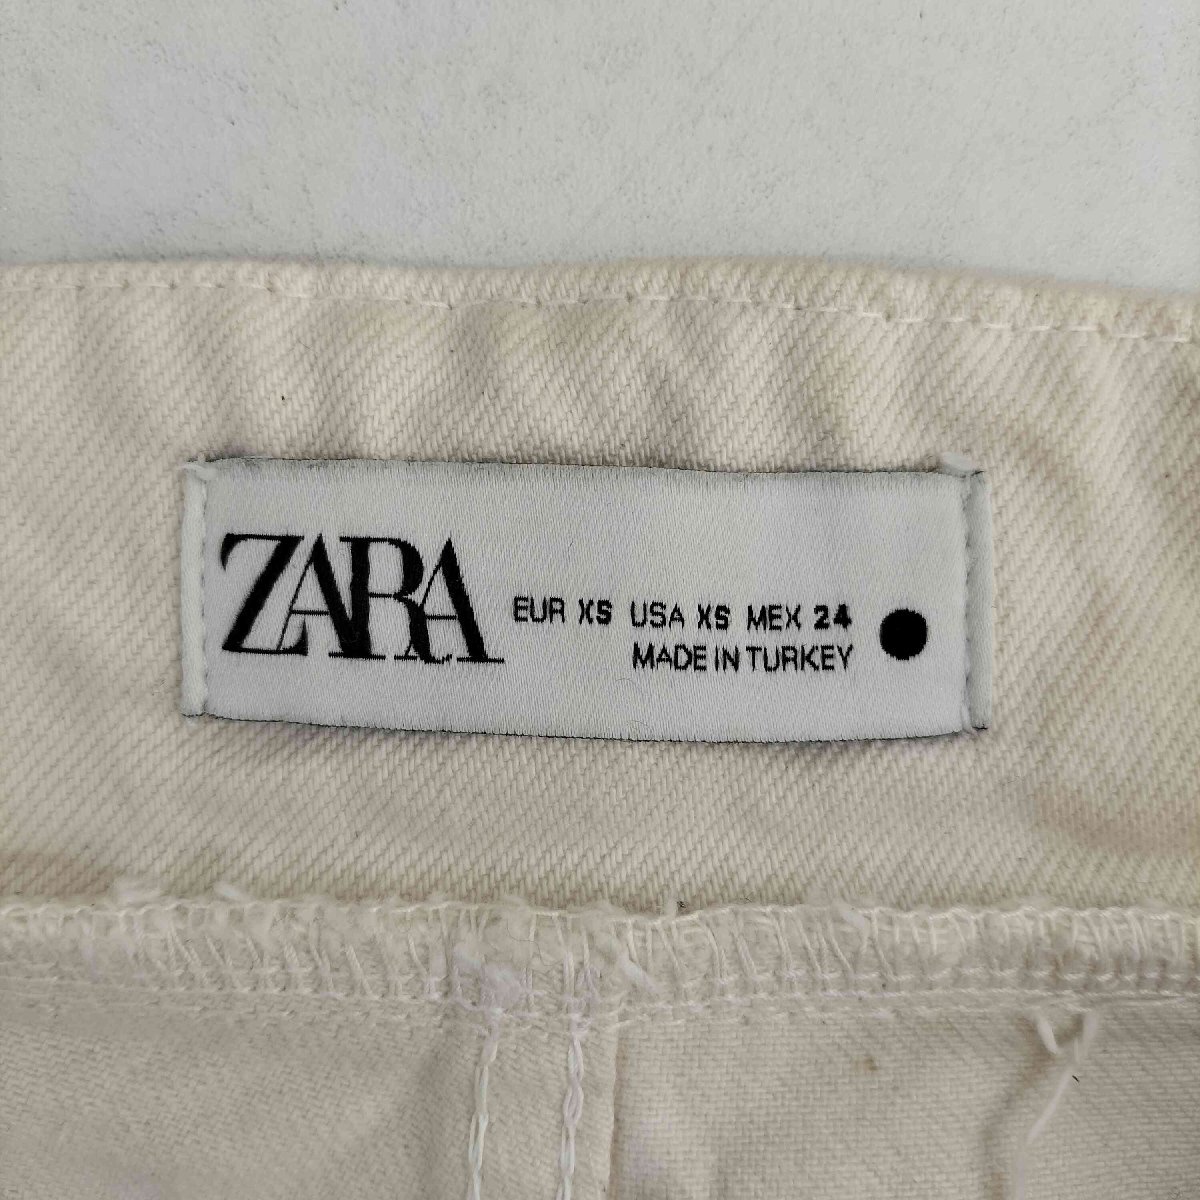 ZARA
EUR XS USA XS MEX 24
MADE IN TURKEY